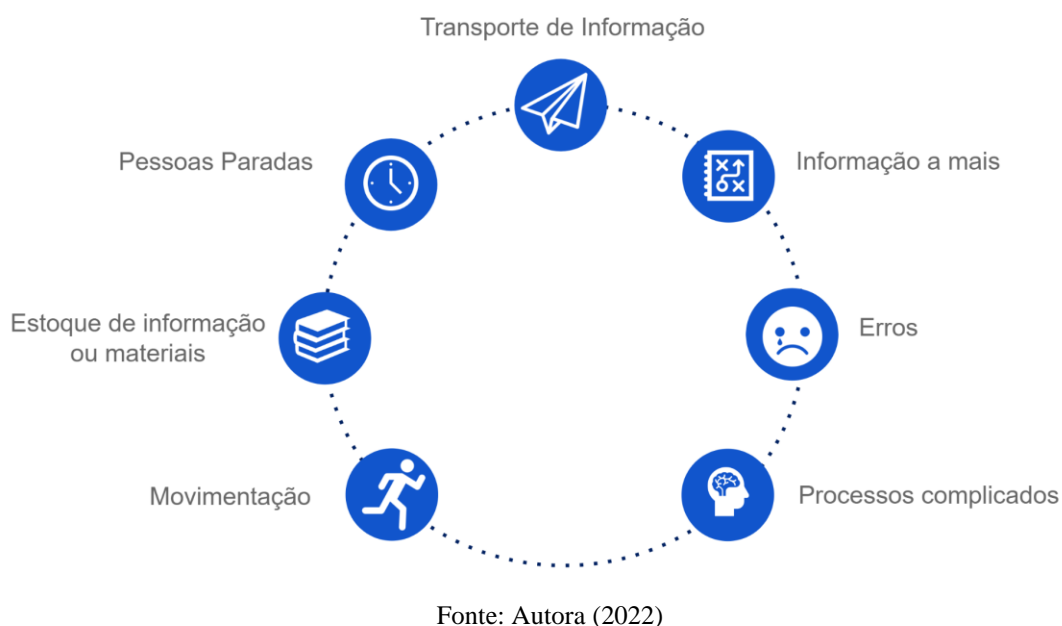 Transporte de Informação
Pessoas Paradas
Informação a mais
Estoque de informação
ou materiais
Erros
Movimentação
Processos complicados
Fonte: Autora (2022)